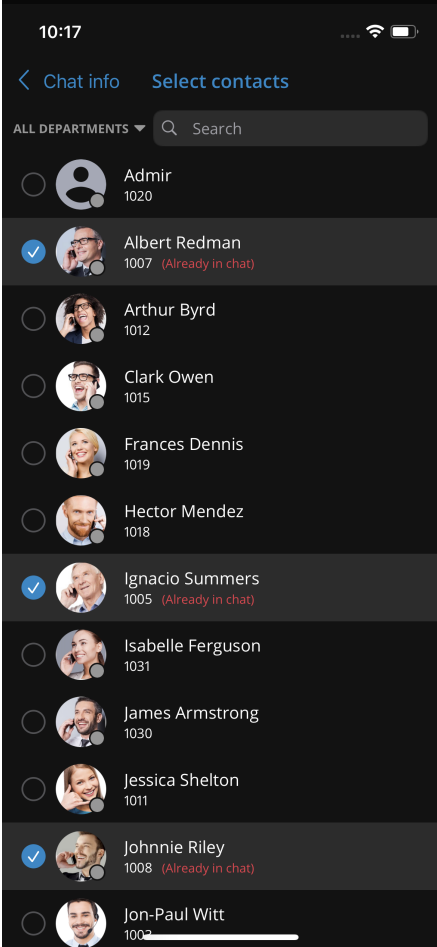 10:17
Chat info Select contacts
ALL DEPARTMENTS Search
Admir
1020
Albert Redman
1007 (Already in chat)
Arthur Byrd
1012
Clark Owen
1015
Frances Dennis
1019
Hector Mendez
1018
Ignacio Summers
1005 (Already in chat)
Isabelle Ferguson
1031
James Armstrong
1030
Jessica Shelton
1011
Johnnie Riley
1008 (Already in chat)
Jon-Paul Witt